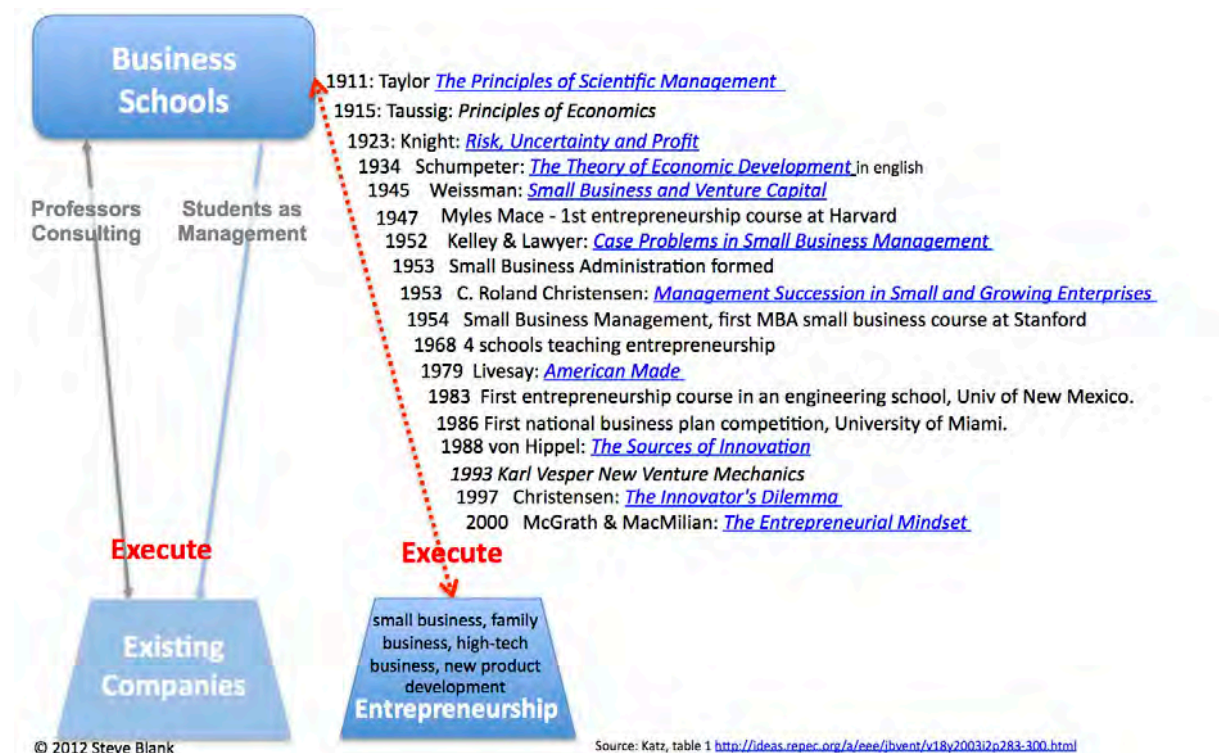 Business
Schools
1911: Taylor The Principles of Scientific Management
1915: Taussig: Principles of Economics
1923: Knight: Risk, Uncertainty and Profit
1934 Schumpeter: The Theory of Economic Development in english
1945 Weissman: Small Business and Venture Capital
1947 Myles Mace - 1st entrepreneurship course at Harvard
1952 Kelley & Lawyer: Case Problems in Small Business Management
1953 Small Business Administration formed
1953 C. Roland Christensen: Management Succession in Small and Growing Enterprises
1954 Small Business Management, first MBA small business course at Stanford
1968 4 schools teaching entrepreneurship
1979 Livesay: American Made
1983 First entrepreneurship course in an engineering school, Univ of New Mexico.
1986 First national business plan competition, University of Miami.
1988 von Hippel: The Sources of Innovation
1993 Karl Vesper New Venture Mechanics
1997 Christensen: The Innovator's Dilemma
2000 McGrath & MacMilian: The Entrepreneurial Mindset
Professors
Consulting
Students as
Management
Execute
Execute
Existing
Companies
small business, family
business, high-tech
business, new product
development
Entrepreneurship
© 2012 Steve Blank
Source: Katz, table 1 http://ideas.repec.org/a/eee/jbvent/v18y2003i2p283-300.html